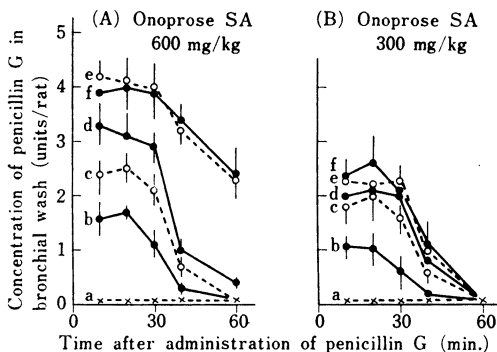 (A) Onoprose SA
600 mg/kg
(B) Onoprose SA
300 mg/kg
Concentration of penicillin G in
bronchial wash (units/rat)
5
4
3
2
1
0
e
f
d
c
b
a
0 30 60
f
e
d
c
b
a
0 30 60
Time after administration of penicillin G (min.)